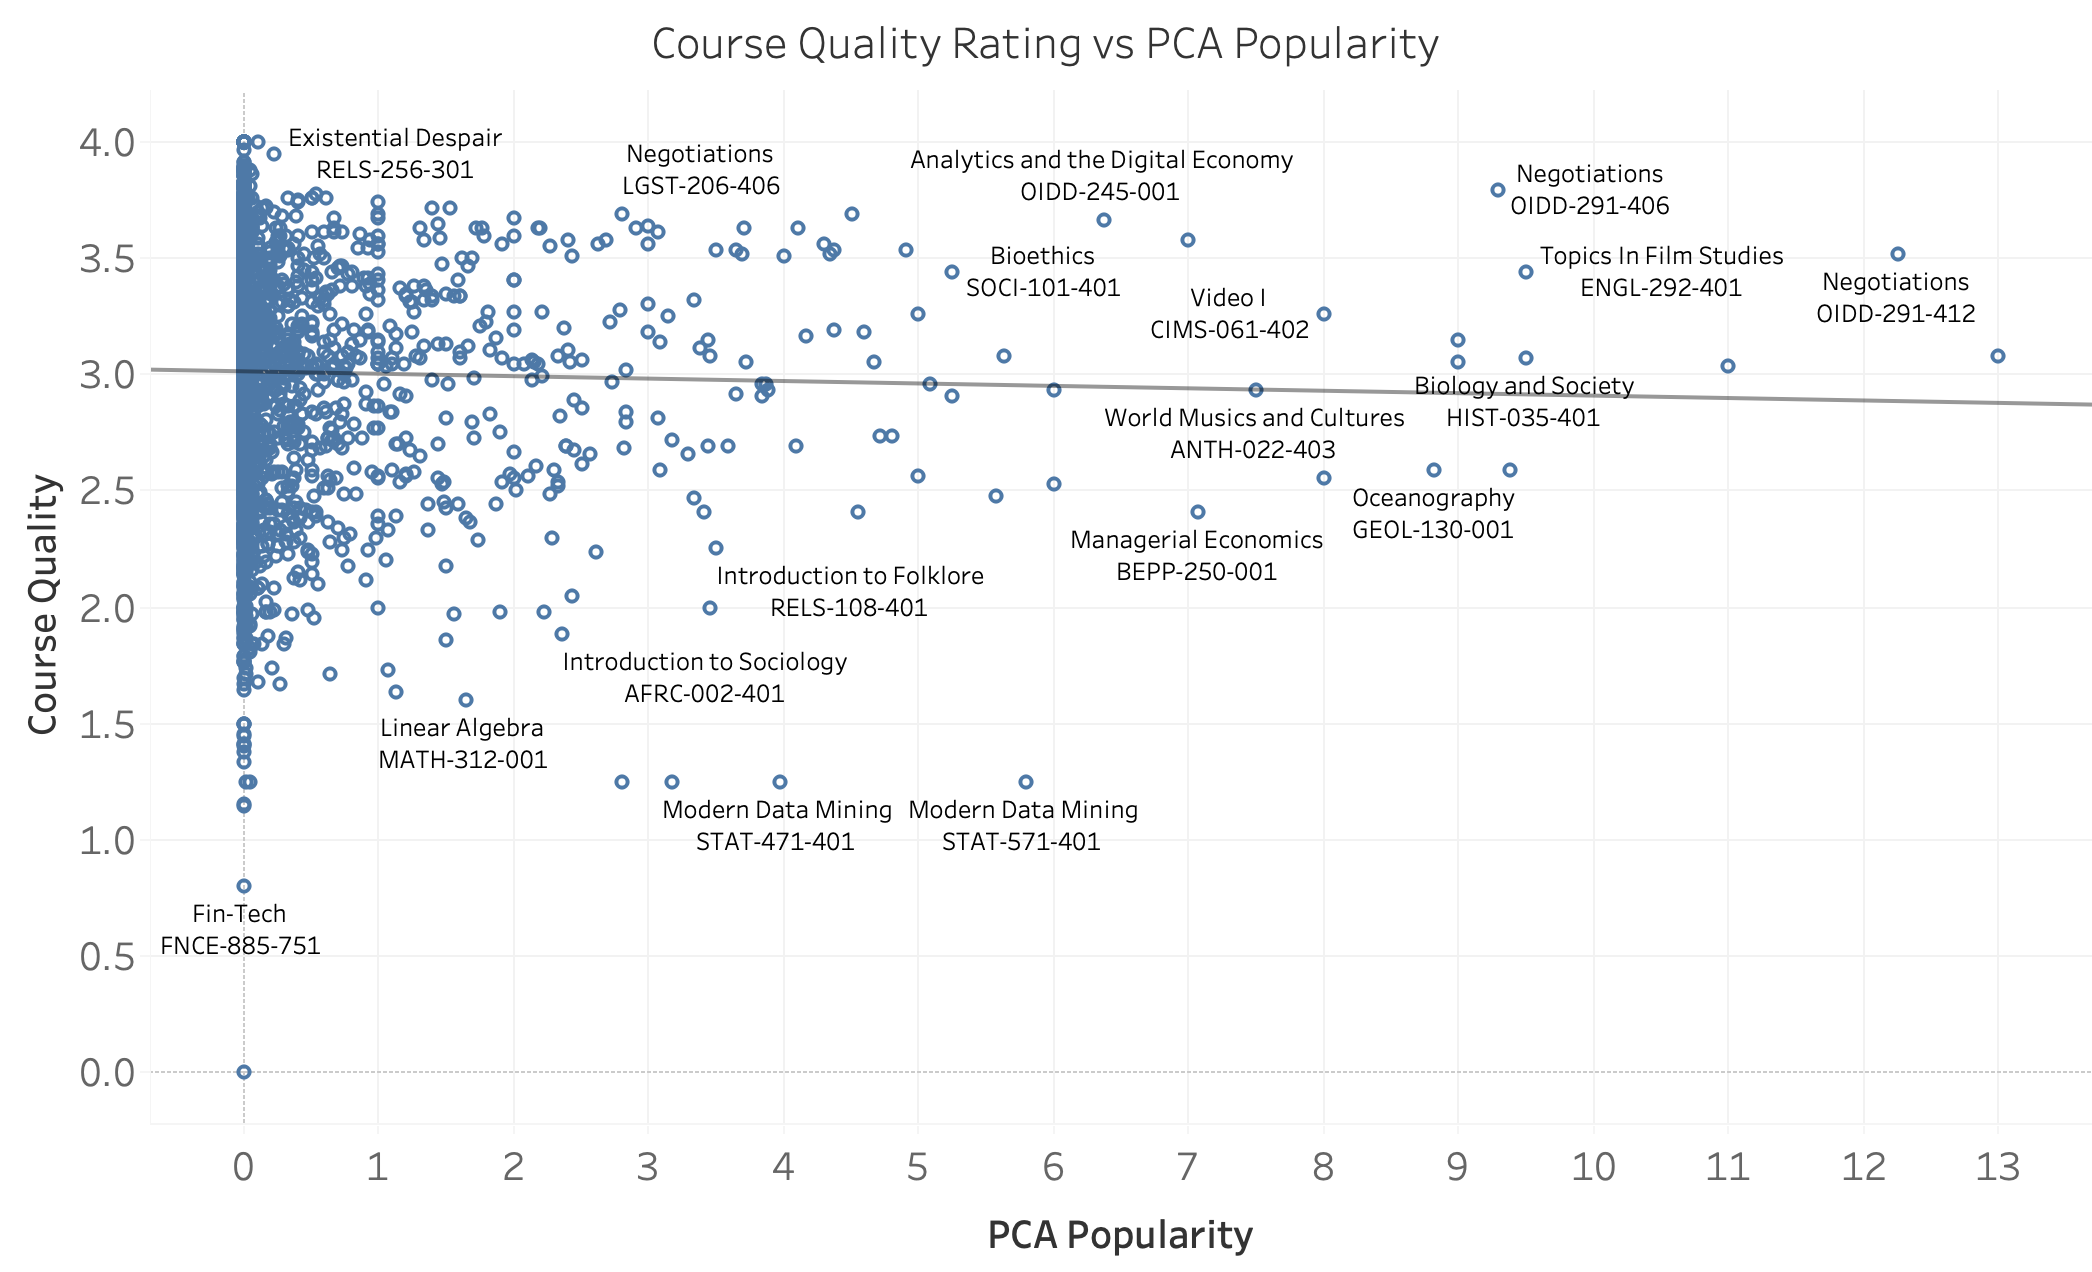 Course Quality Rating vs PCA Popularity
Existential Despair
RELS-256-301
Negotiations
LGST-206-406
Analytics and the Digital Economy
OIDD-245-001
Negotiations
OIDD-291-406
Bioethics
SOCI-101-401
Topics In Film Studies
ENGL-292-401
Negotiations
OIDD-291-412
Video I
CIMS-061-402
Biology and Society
HIST-035-401
World Musics and Cultures
ANTH-022-403
Oceanography
GEOL-130-001
Managerial Economics
BEPP-250-001
Introduction to Folklore
RELS-108-401
Introduction to Sociology
AFRC-002-401
Linear Algebra
MATH-312-001
Modern Data Mining
STAT-471-401
Modern Data Mining
STAT-571-401
Fin-Tech
FNCE-885-751
Course Quality
4.0
3.5
3.0
2.5
2.0
1.5
1.0
0.5
0.0
0 1 2 3 4 5 6 7 8 9 10 11 12 13
PCA Popularity